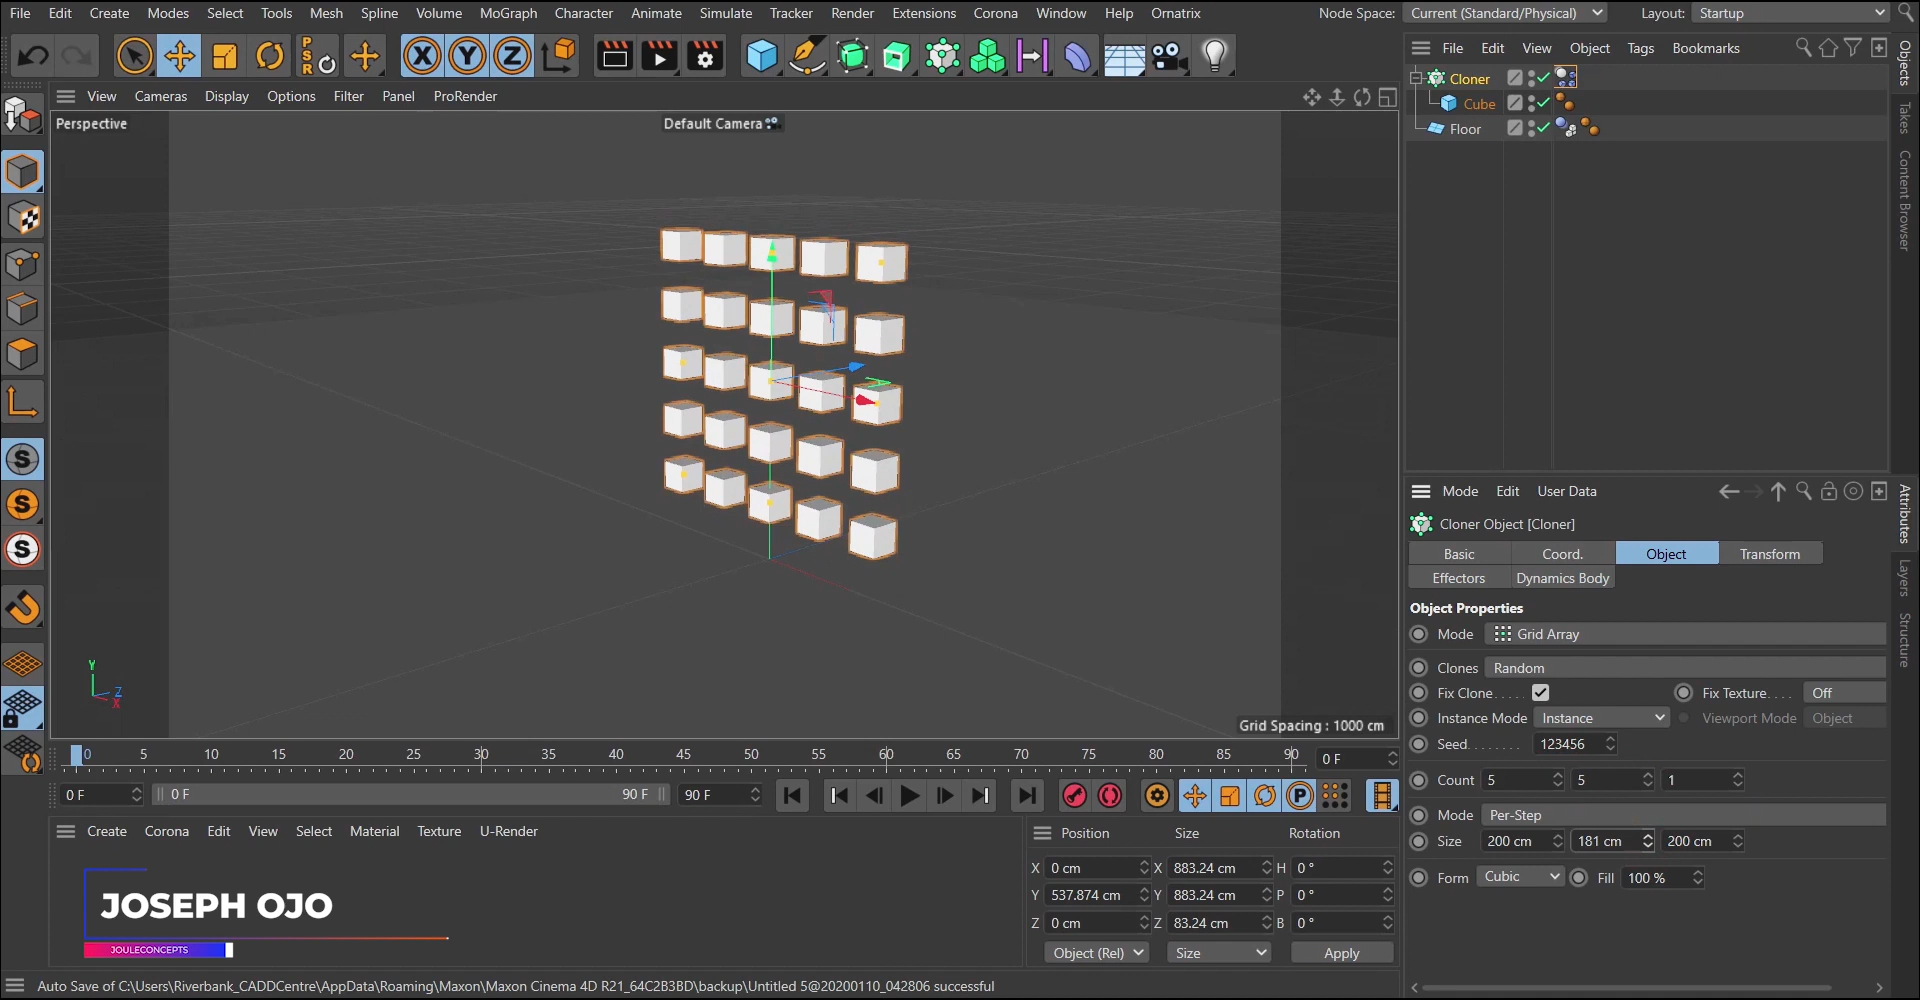 File Edit Create Modes Select Tools Mesh Spline Volume MoGraph Character Animate Simulate Tracker Render Extensions Corona Window Help Ornatrix Node Space: Current (Standard/Physical) Layout: Startup
PSR X Y Z
File Edit View Object Tags Bookmarks
Objects
Takes
Content Browser
View Cameras Display Options Filter Panel ProRender
Cloner
Cube
Floor
Perspective
Default Camera
Y
Z
X
Grid Spacing : 1000 cm
Mode Edit User Data
Attributes
Layers
Structure
Cloner Object [Cloner]
Basic Coord. Object Transform
Effectors Dynamics Body
Object Properties
Mode Grid Array
Clones Random
Fix Clone. . . . Fix Texture. . . . Off
Instance Mode Instance Viewport Mode Object
Seed. . . . . . . . 123456
Count 5 5 1
Mode Per-Step
Size 200 cm 181 cm 200 cm
Form Cubic Fill 100 %
0 5 10 15 20 25 30 35 40 45 50 55 60 65 70 75 80 85 90 0 F
0 F 0 F 90 F 90 F P
Create Corona Edit View Select Material Texture U-Render
Position Size Rotation
X 0 cm X 883.24 cm H 0 °
Y 537.874 cm Y 883.24 cm P 0 °
Z 0 cm Z 83.24 cm B 0 °
Object (Rel) Size Apply
JOSEPH OJO
JOULECONCEPTS
Auto Save of C:\Users\Riverbank_CADDCentre\AppData\Roaming\Maxon\Maxon Cinema 4D R21_64C2B3BD\backup\Untitled 5@20200110_042806 successful